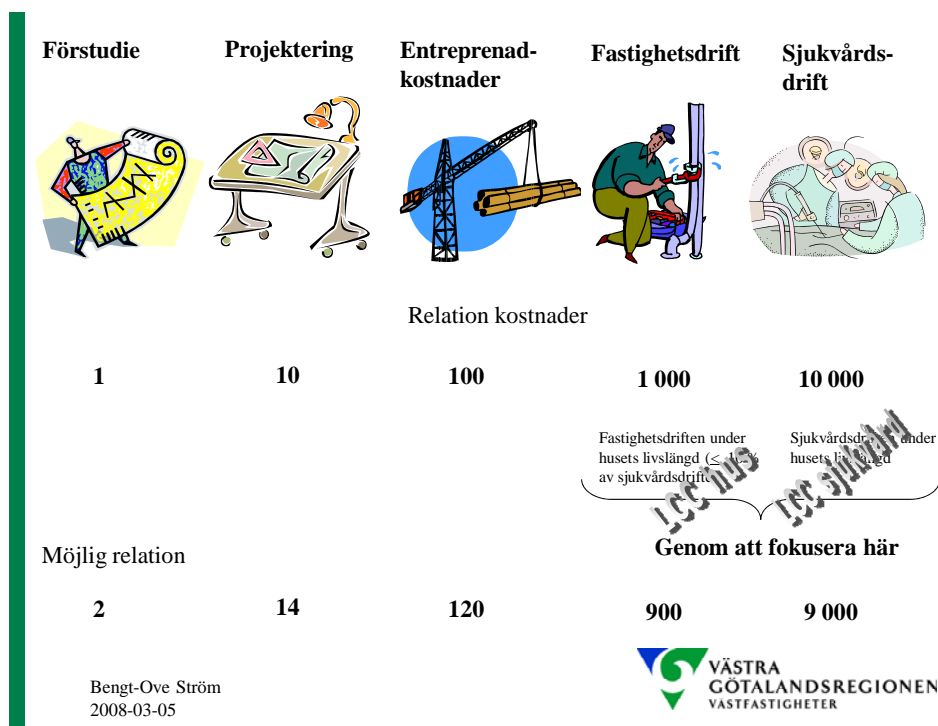 Förstudie
Projektering
Entreprenad-
kostnader
Fastighetsdrift
Sjukvårds-
drift
Relation kostnader
1
10
100
1 000
10 000
Fastighetsdriften under
husets livslängd (≤ 10%
av sjukvårdsdriften
Sjukvårdsdriften under
husets livslängd
LCC hus
LCC sjukvård
Genom att fokusera här
Möjlig relation
2
14
120
900
9 000
Bengt-Ove Ström
2008-03-05
VÄSTRA
GÖTALANDSREGIONEN
VÄSTFASTIGHETER